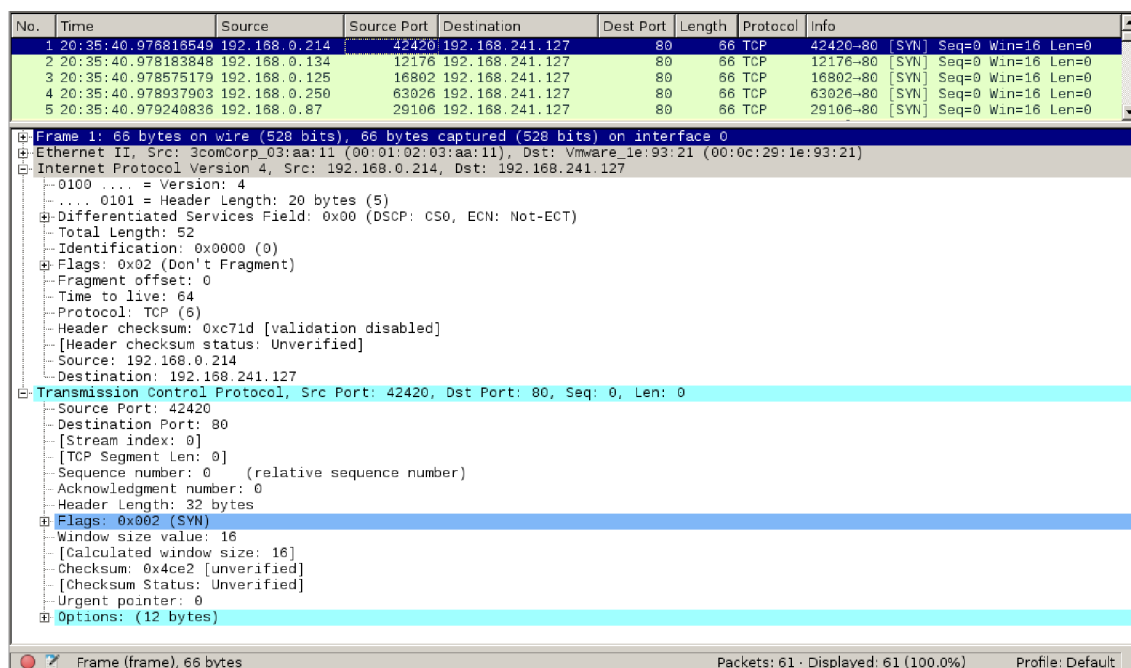 No. Time Source Source Port Destination Dest Port Length Protocol Info
1 20:35:40.976816549 192.168.0.214 42420 192.168.241.127 80 66 TCP 42420→80 [SYN] Seq=0 Win=16 Len=0
2 20:35:40.978183848 192.168.0.134 12176 192.168.241.127 80 66 TCP 12176→80 [SYN] Seq=0 Win=16 Len=0
3 20:35:40.978575179 192.168.0.125 16802 192.168.241.127 80 66 TCP 16802→80 [SYN] Seq=0 Win=16 Len=0
4 20:35:40.978937903 192.168.0.250 63026 192.168.241.127 80 66 TCP 63026→80 [SYN] Seq=0 Win=16 Len=0
5 20:35:40.979240836 192.168.0.87 29106 192.168.241.127 80 66 TCP 29106→80 [SYN] Seq=0 Win=16 Len=0
Frame 1: 66 bytes on wire (528 bits), 66 bytes captured (528 bits) on interface 0
Ethernet II, Src: 3comCorp_03:aa:11 (00:01:02:03:aa:11), Dst: Vmware_1e:93:21 (00:0c:29:1e:93:21)
Internet Protocol Version 4, Src: 192.168.0.214, Dst: 192.168.241.127
0100 .... = Version: 4
.... 0101 = Header Length: 20 bytes (5)
Differentiated Services Field: 0x00 (DSCP: CS0, ECN: Not-ECT)
Total Length: 52
Identification: 0x0000 (0)
Flags: 0x02 (Don't Fragment)
Fragment offset: 0
Time to live: 64
Protocol: TCP (6)
Header checksum: 0xc71d [validation disabled]
[Header checksum status: Unverified]
Source: 192.168.0.214
Destination: 192.168.241.127
Transmission Control Protocol, Src Port: 42420, Dst Port: 80, Seq: 0, Len: 0
Source Port: 42420
Destination Port: 80
[Stream index: 0]
[TCP Segment Len: 0]
Sequence number: 0 (relative sequence number)
Acknowledgment number: 0
Header Length: 32 bytes
Flags: 0x002 (SYN)
Window size value: 16
[Calculated window size: 16]
Checksum: 0x4ce2 [unverified]
[Checksum Status: Unverified]
Urgent pointer: 0
Options: (12 bytes)
Frame (frame), 66 bytes Packets: 61 · Displayed: 61 (100.0%) Profile: Default